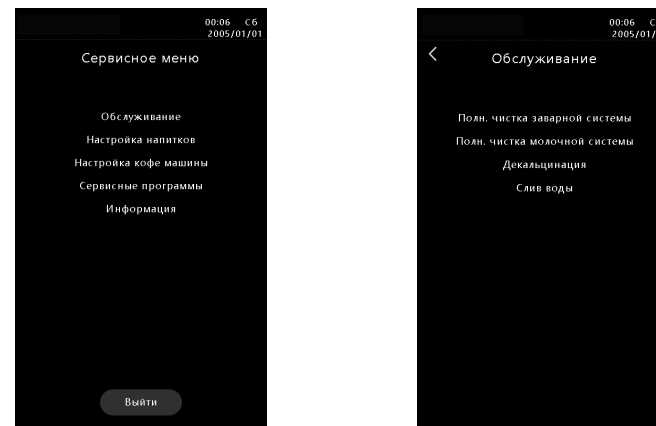 00:06 Сб
2005/01/01
Сервисное меню
Обслуживание
Настройка напитков
Настройка кофе машины
Сервисные программы
Информация
Выйти
00:06 С
2005/01/
Обслуживание
Полн. чистка заварной системы
Полн. чистка молочной системы
Декальцинация
Слив воды